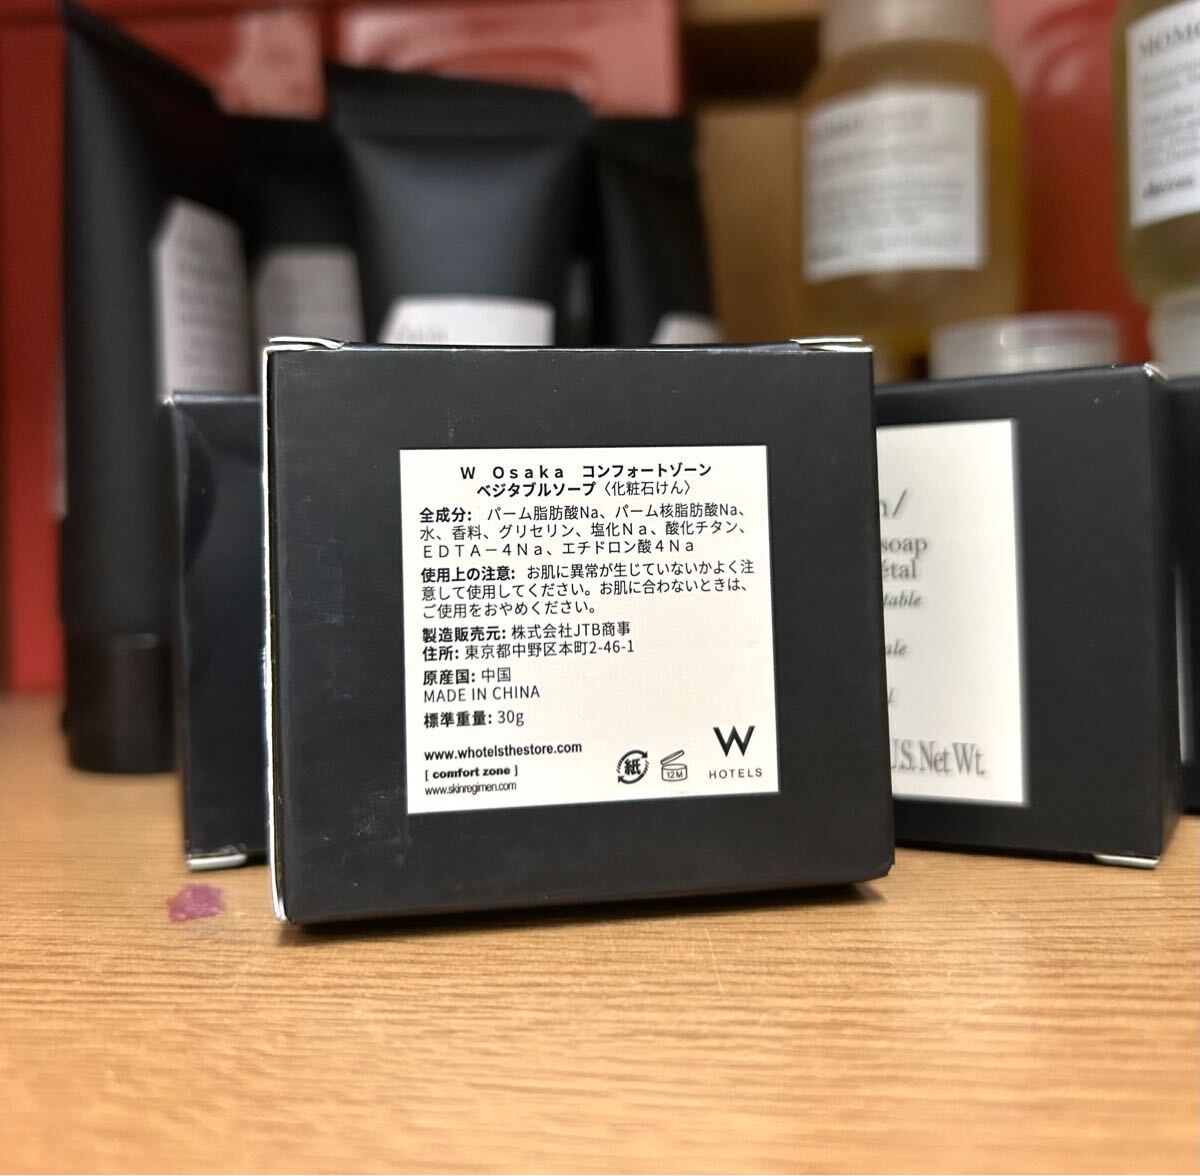 W Osaka コンフォートゾーン
ベジタブルソープ〈化粧石けん〉
全成分: パーム脂肪酸Na、パーム核脂肪酸Na、
水、香料、グリセリン、塩化Ｎａ、酸化チタン、
ＥＤＴＡ－４Ｎａ、エチドロン酸４Ｎａ
使用上の注意: お肌に異常が生じていないかよく注
意して使用してください。お肌に合わないときは、
ご使用をおやめください。
製造販売元: 株式会社JTB商事
住所: 東京都中野区本町2-46-1
原産国: 中国
MADE IN CHINA
標準重量: 30g
www.whotelsthestore.com
[ comfort zone ]
www.skinregimen.com
紙
12M
W
HOTELS
soap
Net Wt.
MOMO